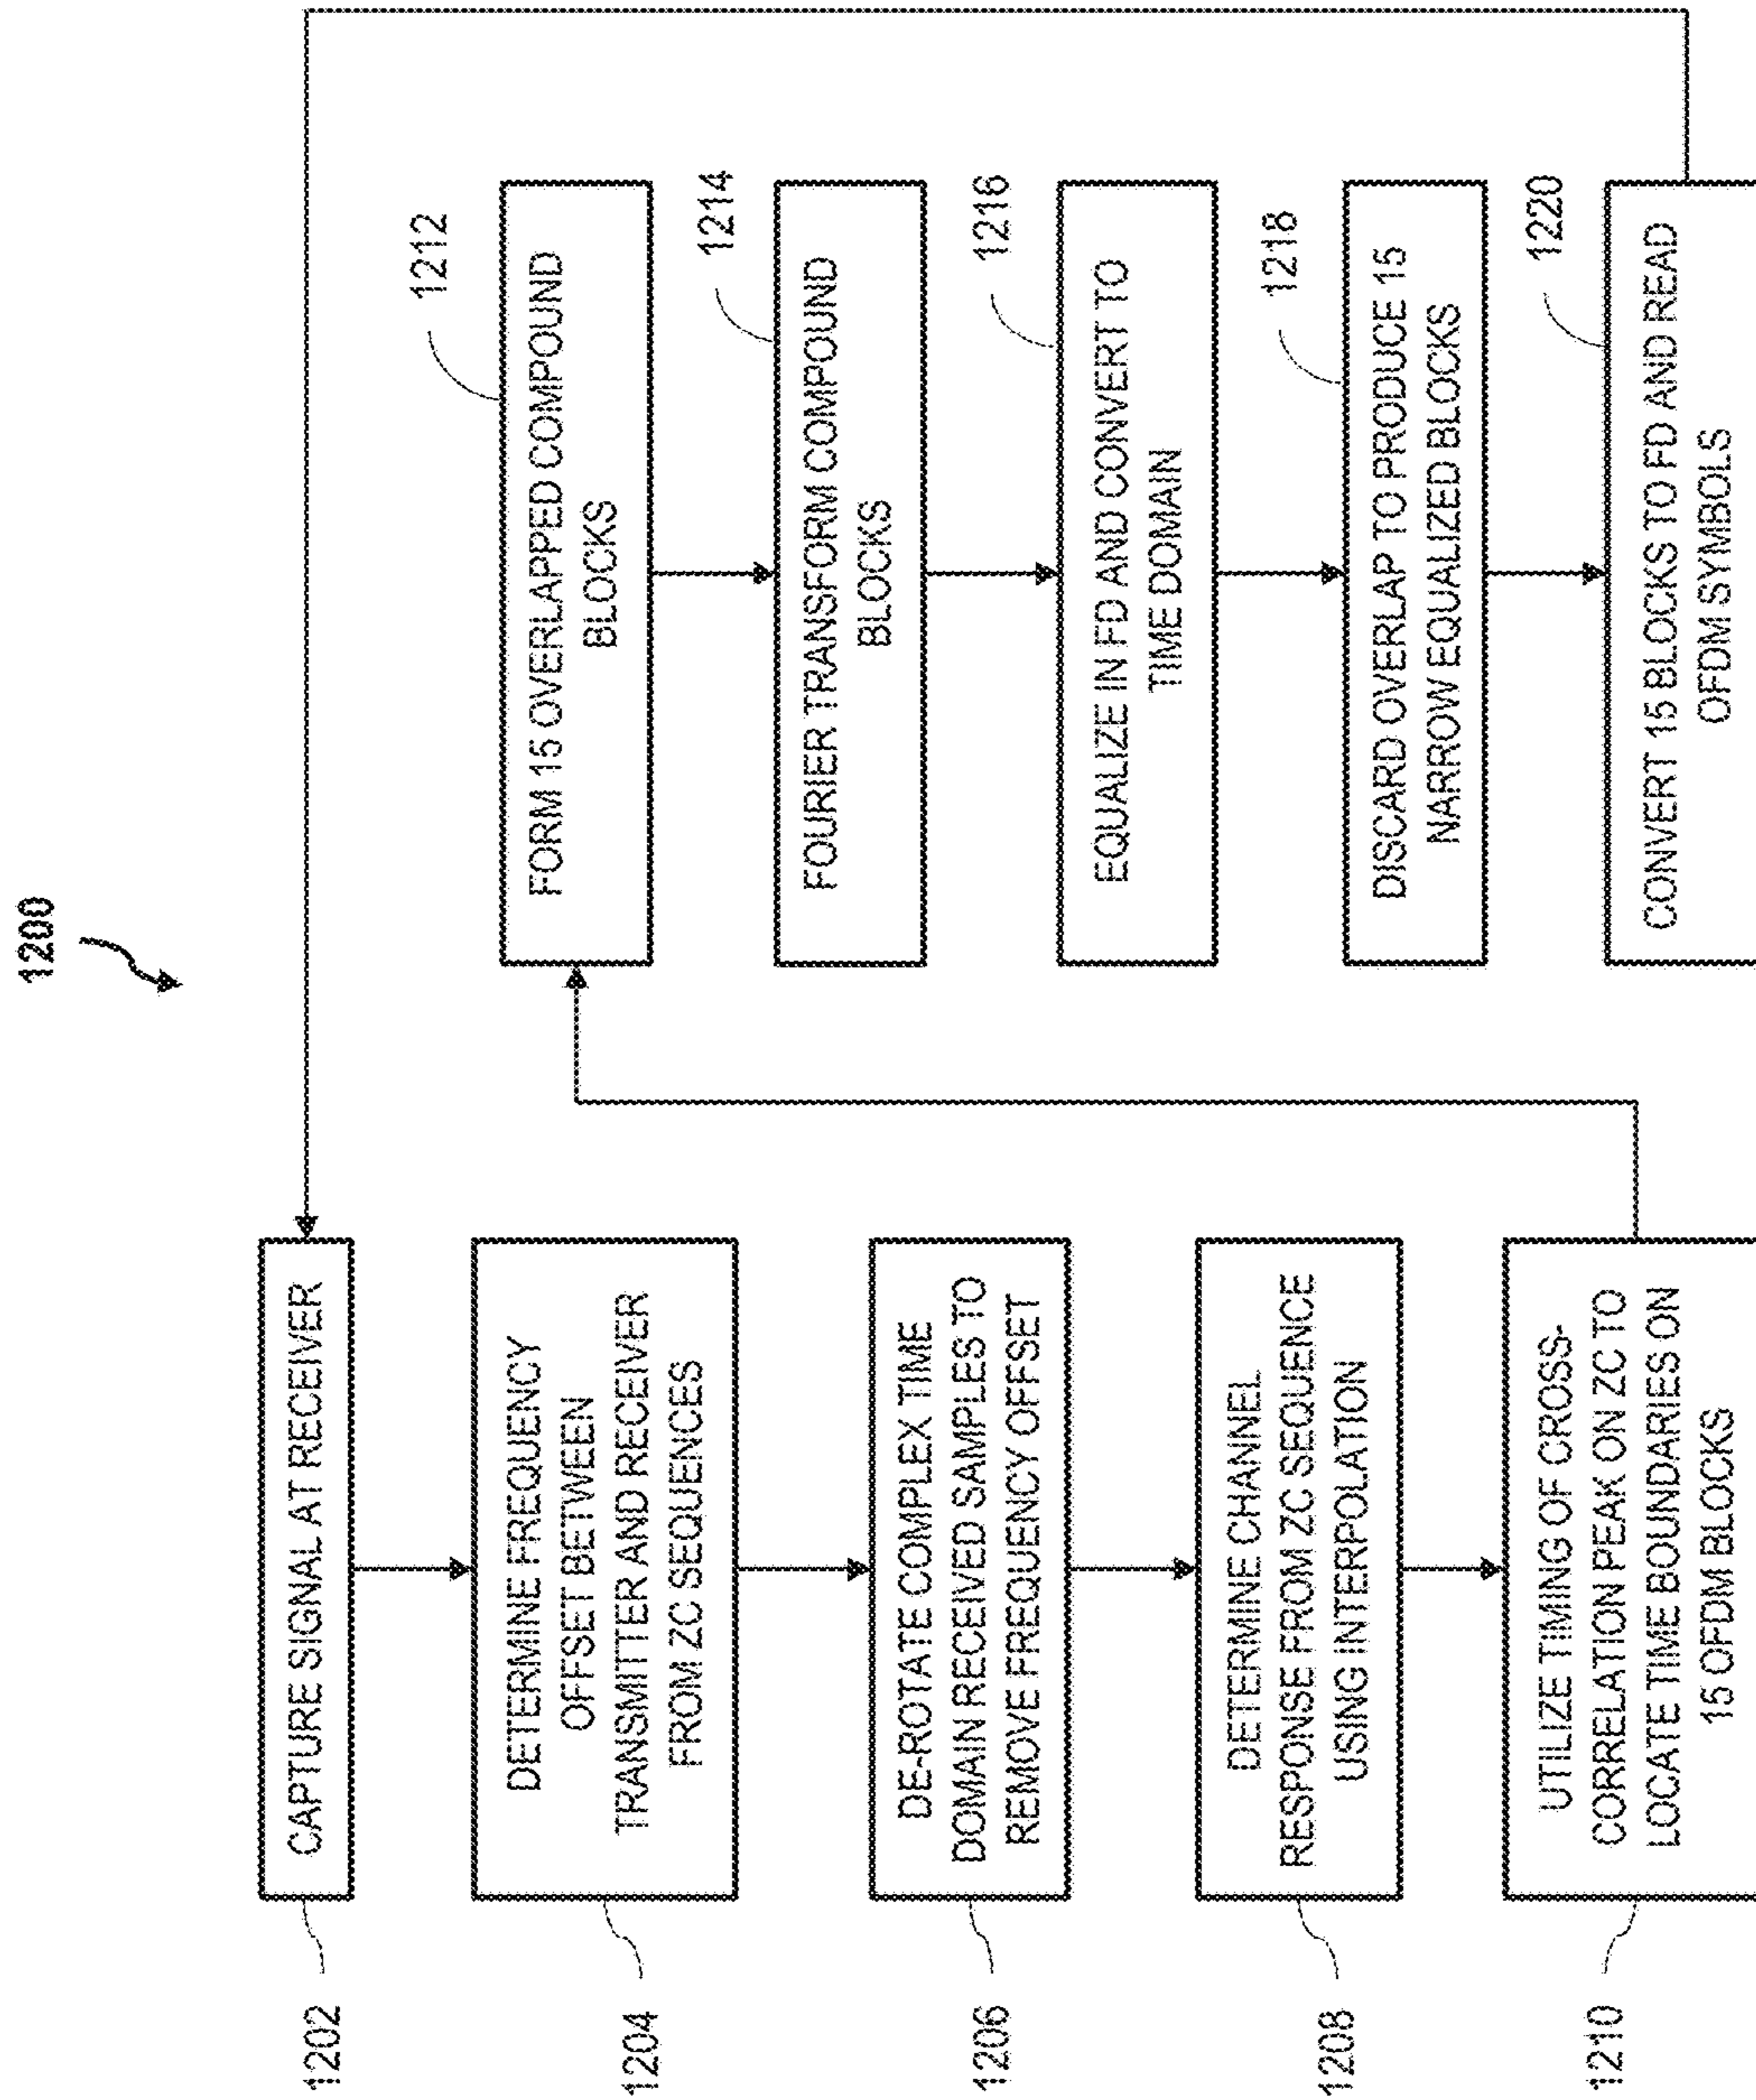 1200
1202
CAPTURE SIGNAL AT RECEIVER
1204
DETERMINE FREQUENCY
OFFSET BETWEEN
TRANSMITTER AND RECEIVER
FROM ZC SEQUENCES
1206
DE-ROTATE COMPLEX TIME
DOMAIN RECEIVED SAMPLES TO
REMOVE FREQUENCY OFFSET
1208
DETERMINE CHANNEL
RESPONSE FROM ZC SEQUENCE
USING INTERPOLATION
1210
UTILIZE TIMING OF CROSS-
CORRELATION PEAK ON ZC TO
LOCATE TIME BOUNDARIES ON
15 OFDM BLOCKS
1212
FORM 15 OVERLAPPED COMPOUND
BLOCKS
1214
FOURIER TRANSFORM COMPOUND
BLOCKS
1216
EQUALIZE IN FD AND CONVERT TO
TIME DOMAIN
1218
DISCARD OVERLAP TO PRODUCE 15
NARROW EQUALIZED BLOCKS
1220
CONVERT 15 BLOCKS TO FD AND READ
OFDM SYMBOLS